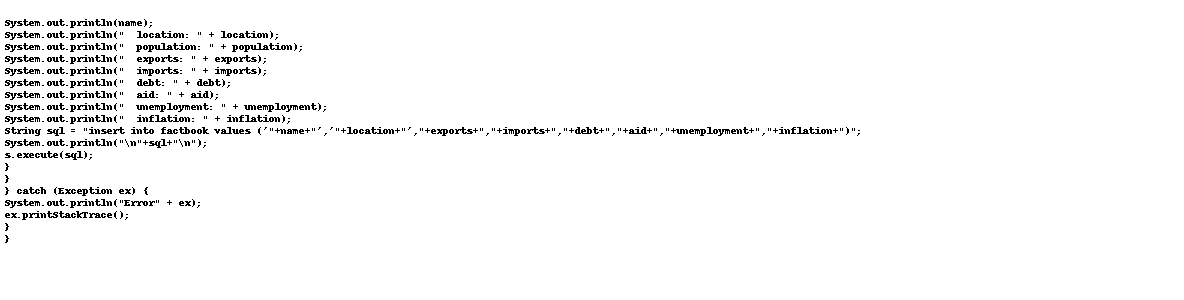 System.out.println(name);
System.out.println("  location: " + location);
System.out.println("  population: " + population);
System.out.println("  exports: " + exports);
System.out.println("  imports: " + imports);
System.out.println("  debt: " + debt);
System.out.println("  aid: " + aid);
System.out.println("  unemployment: " + unemployment);
System.out.println("  inflation: " + inflation);
String sql = "insert into factbook values ('"+name+"','"+location+"',"+exports+","+imports+","+debt+","+aid+","+unemployment+","+inflation+")";
System.out.println("\n"+sql+"\n");
s.execute(sql);
}
}
} catch (Exception ex) {
System.out.println("Error" + ex);
ex.printStackTrace();
}
}